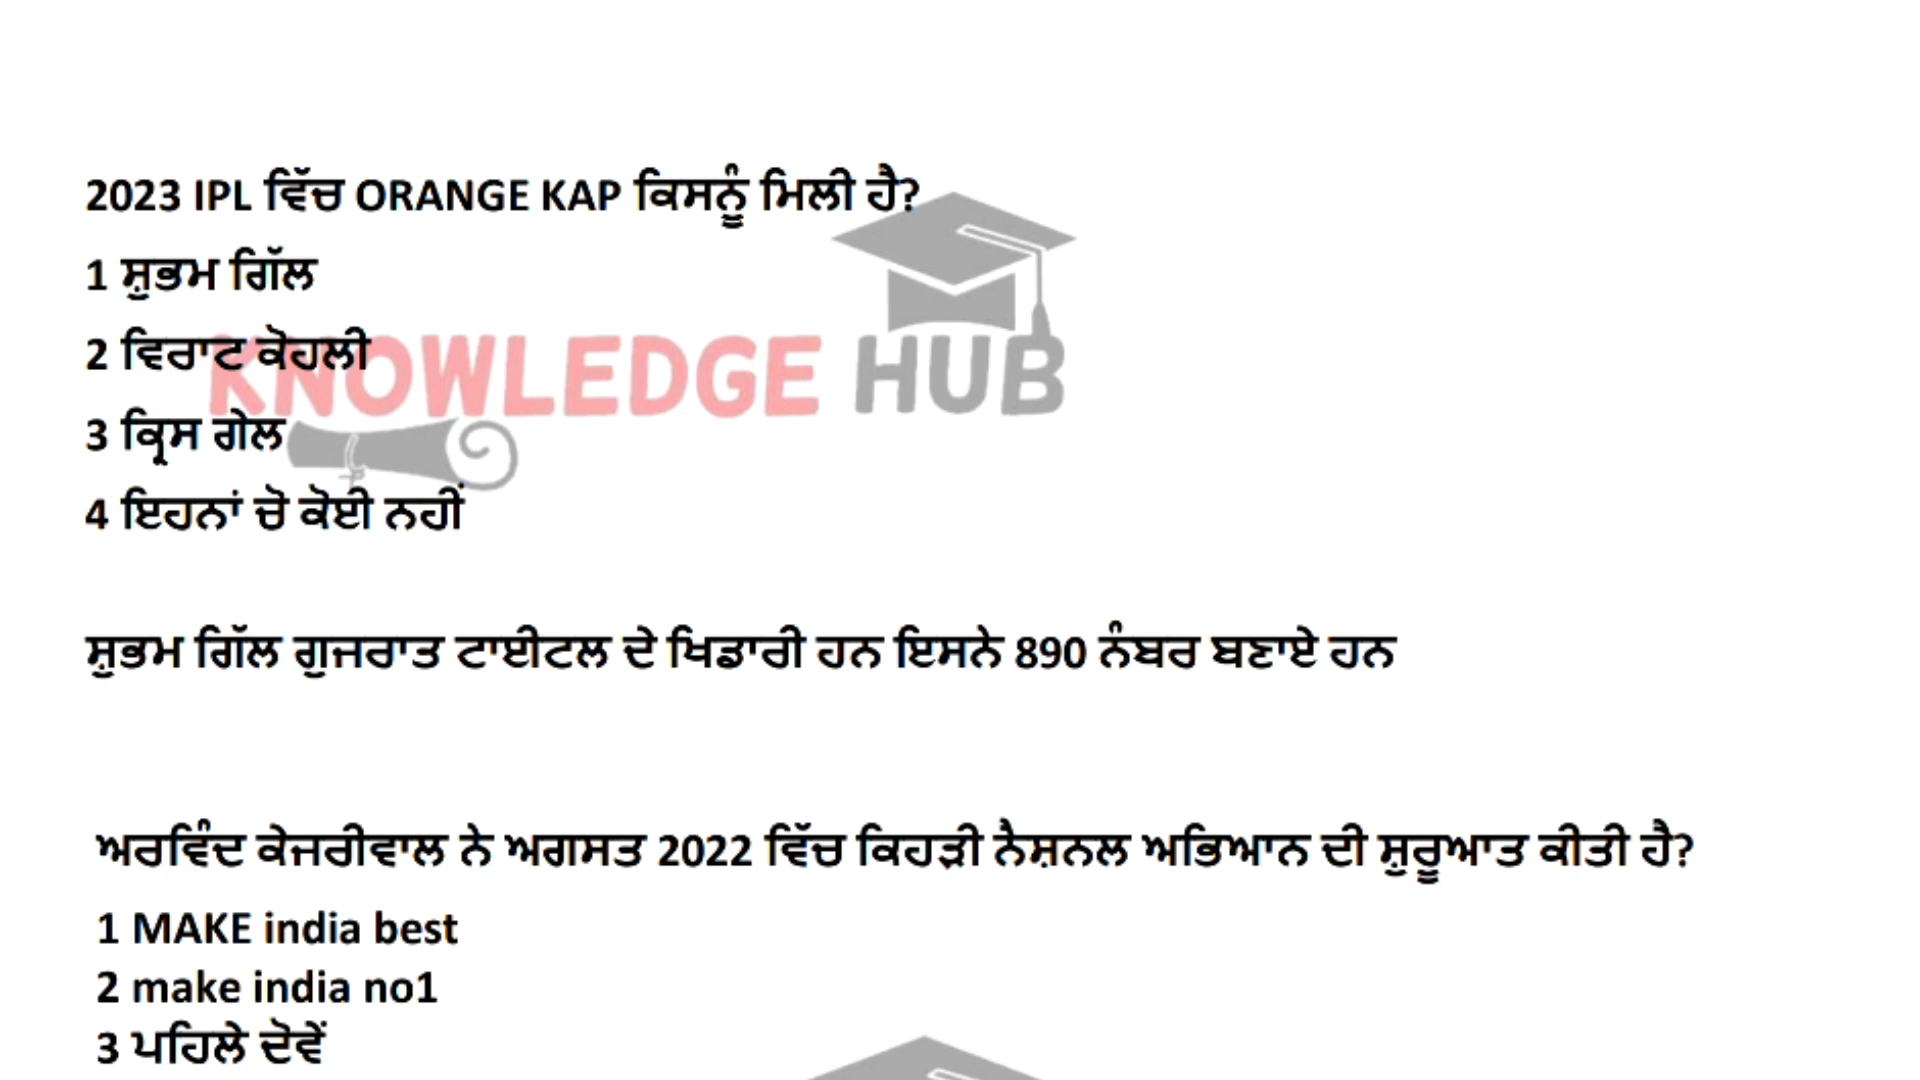 2023 IPL ਵਿੱਚ ORANGE KAP ਕਿਸਨੂੰ ਮਿਲੀ ਹੈ?
1 ਸ਼ੁਭਮ ਗਿੱਲ
2 ਵਿਰਾਟ ਕੋਹਲੀ
KNOWLEDGE HUB
3 ਕ੍ਰਿਸ ਗੇਲ
4 ਇਹਨਾਂ ਚੋ ਕੋਈ ਨਹੀਂ
ਸ਼ੁਭਮ ਗਿੱਲ ਗੁਜਰਾਤ ਟਾਈਟਲ ਦੇ ਖਿਡਾਰੀ ਹਨ ਇਸਨੇ 890 ਨੰਬਰ ਬਣਾਏ ਹਨ
ਅਰਵਿੰਦ ਕੇਜਰੀਵਾਲ ਨੇ ਅਗਸਤ 2022 ਵਿੱਚ ਕਿਹੜੀ ਨੈਸ਼ਨਲ ਅਭਿਆਨ ਦੀ ਸ਼ੁਰੂਆਤ ਕੀਤੀ ਹੈ?
1 MAKE india best
2 make india no1
3 ਪਹਿਲੇ ਦੋਵੇਂ